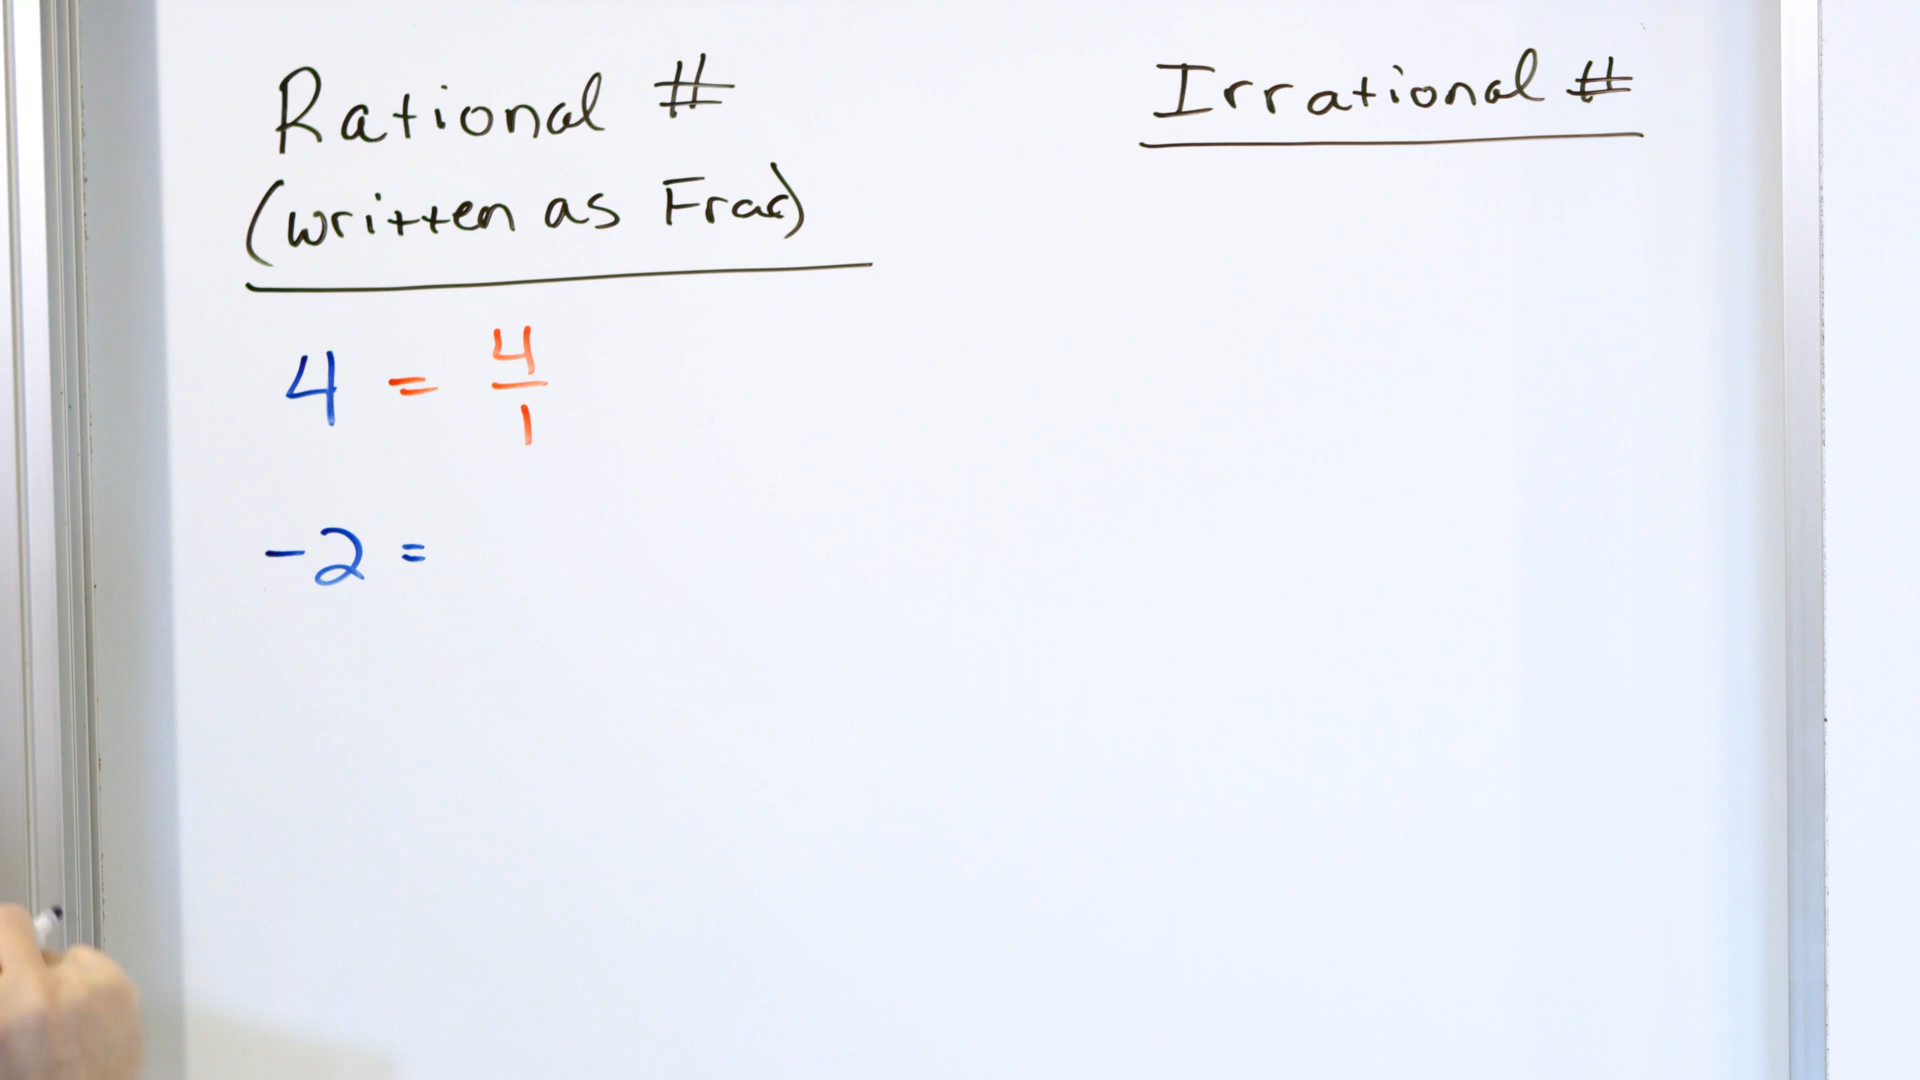 Rational #
(written as Frac)
4 = 4/1
-2 =
Irrational #